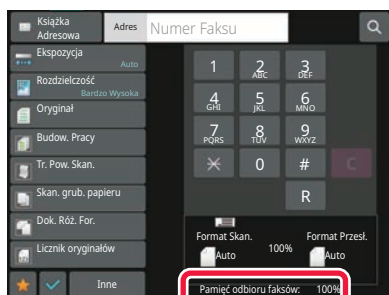 Książka
Adresowa
Adres
Numer Faksu
Ekspozycja
Auto
Rozdzielczość
Bardzo Wysoka
Oryginał
Budow. Pracy
Tr. Pow. Skan.
Skan. grub. papieru
Dok. Róż. For.
Licznik oryginałów
Inne
1
2
ABC
3
DEF
4
GHI
5
JKL
6
MNO
7
PQRS
8
TUV
9
WXYZ
0
#
C
R
Format Skan.
Format Przesł.
Auto
100%
Auto
Pamięć odbioru faksów: 100%